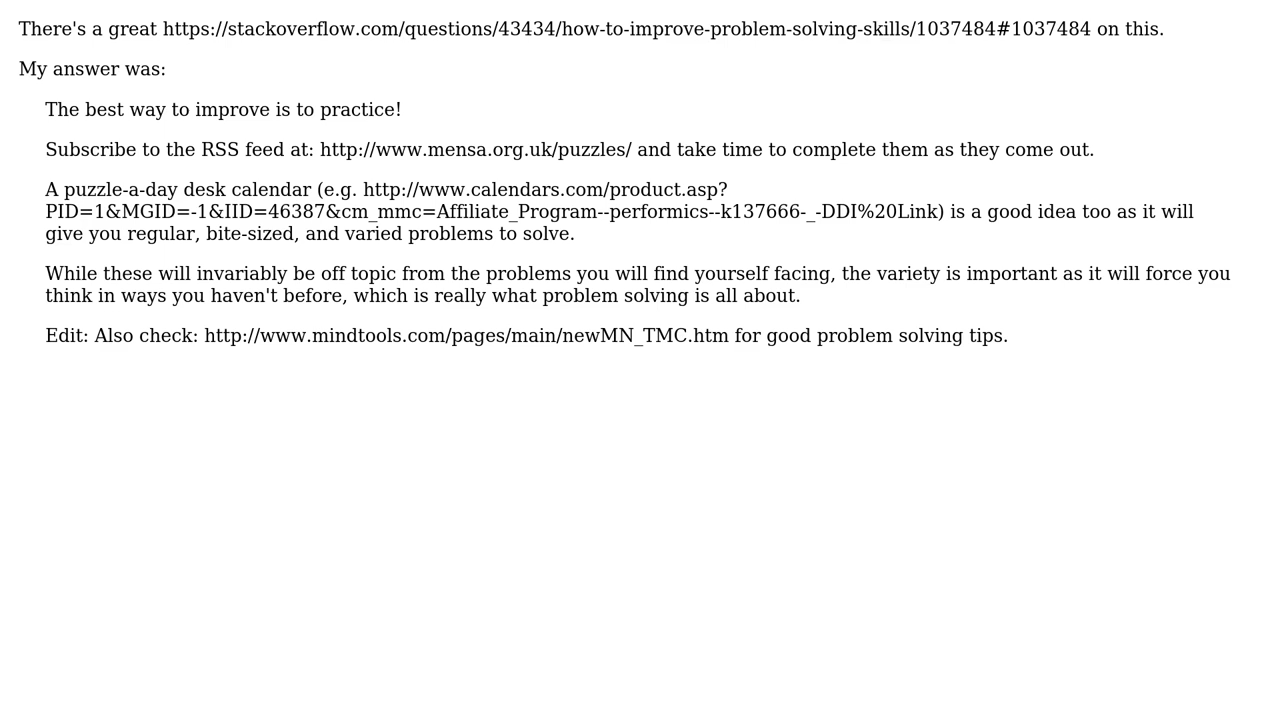 There's a great https://stackoverflow.com/questions/43434/how-to-improve-problem-solving-skills/1037484#1037484 on this.
My answer was:
The best way to improve is to practice!
Subscribe to the RSS feed at: http://www.mensa.org.uk/puzzles/ and take time to complete them as they come out.
A puzzle-a-day desk calendar (e.g. http://www.calendars.com/product.asp?
PID=1&MGID=-1&IID=46387&cm_mmc=Affiliate_Program--performics--k137666-_-DDI%20Link) is a good idea too as it will
give you regular, bite-sized, and varied problems to solve.
While these will invariably be off topic from the problems you will find yourself facing, the variety is important as it will force you
think in ways you haven't before, which is really what problem solving is all about.
Edit: Also check: http://www.mindtools.com/pages/main/newMN_TMC.htm for good problem solving tips.